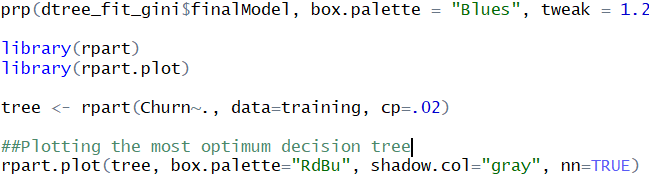 prp(dtree_fit_gini$finalModel, box.palette = "Blues", tweak = 1.2
library(rpart)
library(rpart.plot)
tree <- rpart(Churn~., data=training, cp=.02)
##Plotting the most optimum decision tree
rpart.plot(tree, box.palette="RdBu", shadow.col="gray", nn=TRUE)